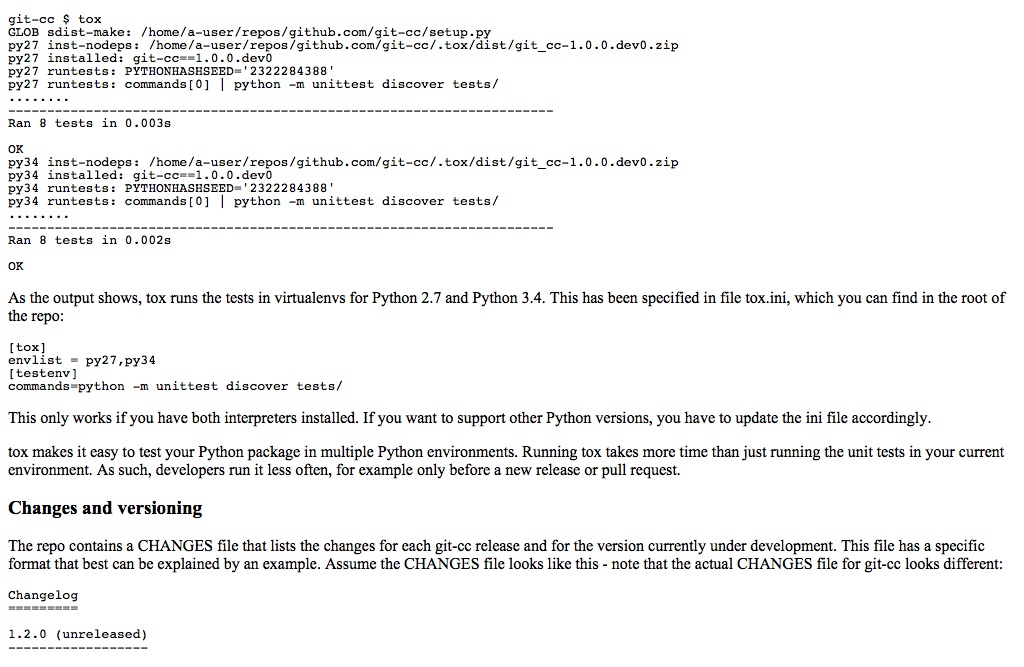 git-cc $ tox
GLOB sdist-make: /home/a-user/repos/github.com/git-cc/setup.py
py27 inst-nodeps: /home/a-user/repos/github.com/git-cc/.tox/dist/git_cc-1.0.0.dev0.zip
py27 installed: git-cc==1.0.0.dev0
py27 runtests: PYTHONHASHSEED='2322284388'
py27 runtests: commands[0] | python -m unittest discover tests/
........
----------------------------------------------------------------------
Ran 8 tests in 0.003s
OK
py34 inst-nodeps: /home/a-user/repos/github.com/git-cc/.tox/dist/git_cc-1.0.0.dev0.zip
py34 installed: git-cc==1.0.0.dev0
py34 runtests: PYTHONHASHSEED='2322284388'
py34 runtests: commands[0] | python -m unittest discover tests/
........
----------------------------------------------------------------------
Ran 8 tests in 0.002s
OK
As the output shows, tox runs the tests in virtualenvs for Python 2.7 and Python 3.4. This has been specified in file tox.ini, which you can find in the root of
the repo:
[tox]
envlist = py27,py34
[testenv]
commands=python -m unittest discover tests/
This only works if you have both interpreters installed. If you want to support other Python versions, you have to update the ini file accordingly.
tox makes it easy to test your Python package in multiple Python environments. Running tox takes more time than just running the unit tests in your current
environment. As such, developers run it less often, for example only before a new release or pull request.
Changes and versioning
The repo contains a CHANGES file that lists the changes for each git-cc release and for the version currently under development. This file has a specific
format that best can be explained by an example. Assume the CHANGES file looks like this - note that the actual CHANGES file for git-cc looks different:
Changelog
=========
1.2.0 (unreleased)
------------------